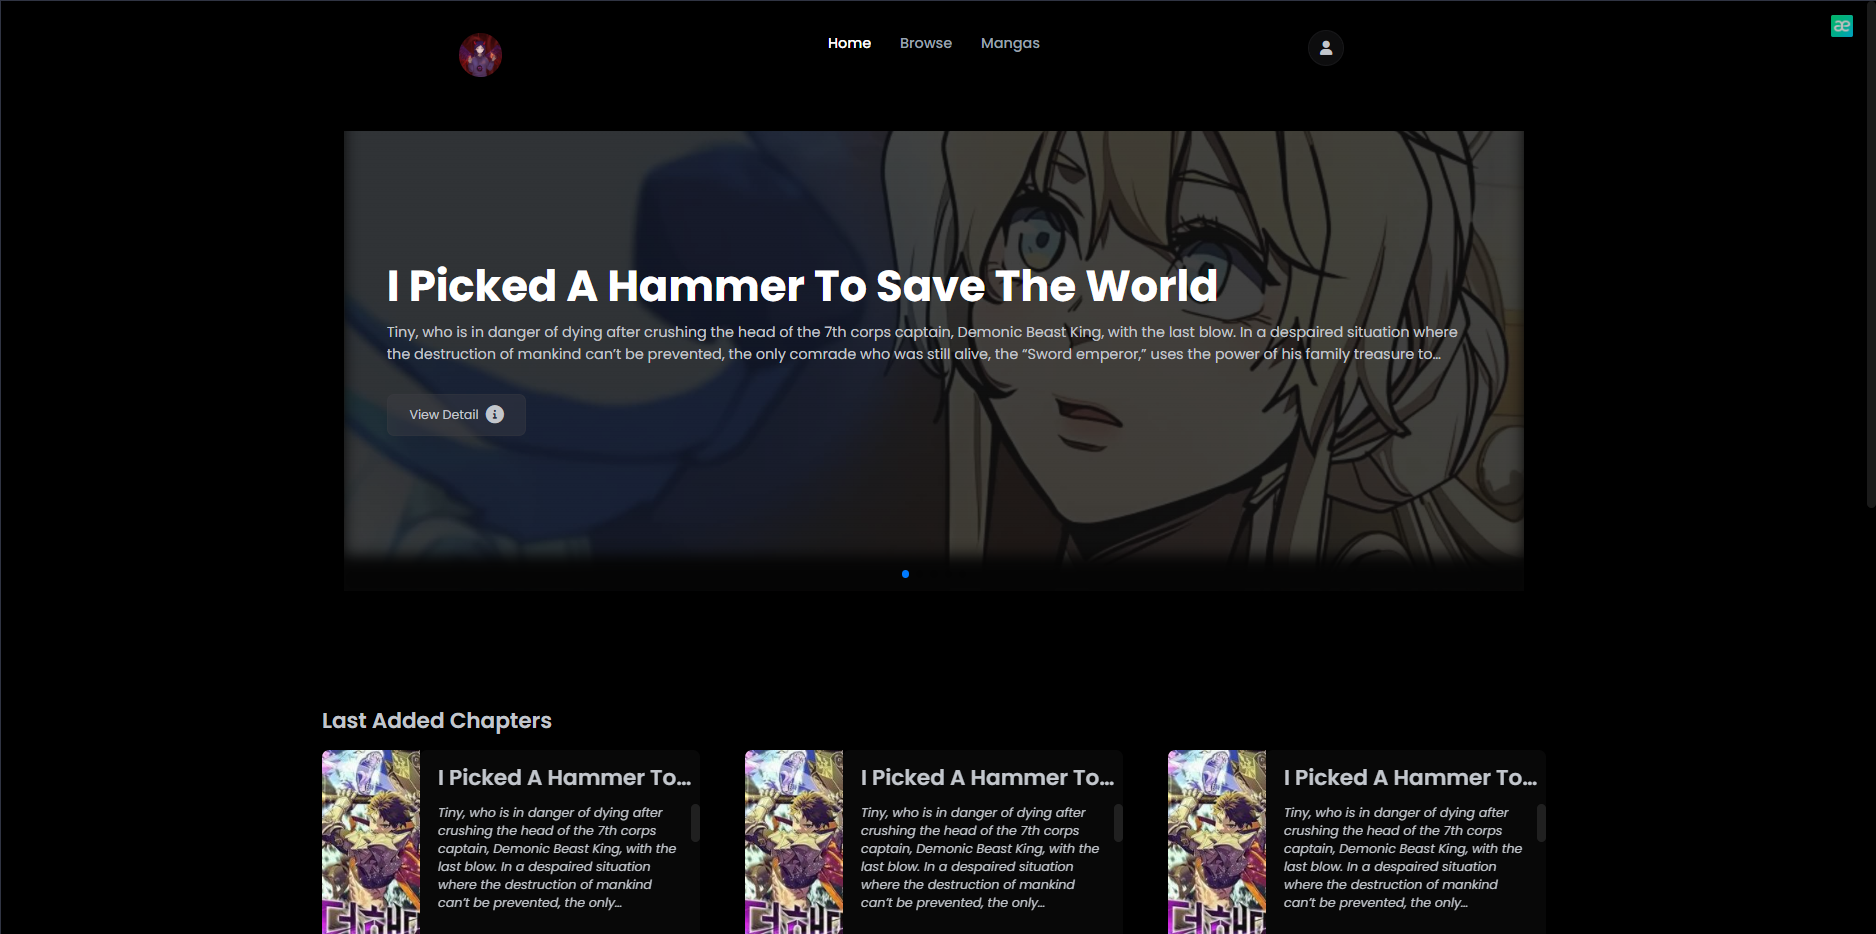 Home Browse Mangas
æ
I Picked A Hammer To Save The World
Tiny, who is in danger of dying after crushing the head of the 7th corps captain, Demonic Beast King, with the last blow. In a despaired situation where
the destruction of mankind can’t be prevented, the only comrade who was still alive, the “Sword emperor,” uses the power of his family treasure to...
View Detail
Last Added Chapters
I Picked A Hammer To...
Tiny, who is in danger of dying after
crushing the head of the 7th corps
captain, Demonic Beast King, with the
last blow. In a despaired situation
where the destruction of mankind
can’t be prevented, the only...
I Picked A Hammer To...
Tiny, who is in danger of dying after
crushing the head of the 7th corps
captain, Demonic Beast King, with the
last blow. In a despaired situation
where the destruction of mankind
can’t be prevented, the only...
I Picked A Hammer To...
Tiny, who is in danger of dying after
crushing the head of the 7th corps
captain, Demonic Beast King, with the
last blow. In a despaired situation
where the destruction of mankind
can’t be prevented, the only...